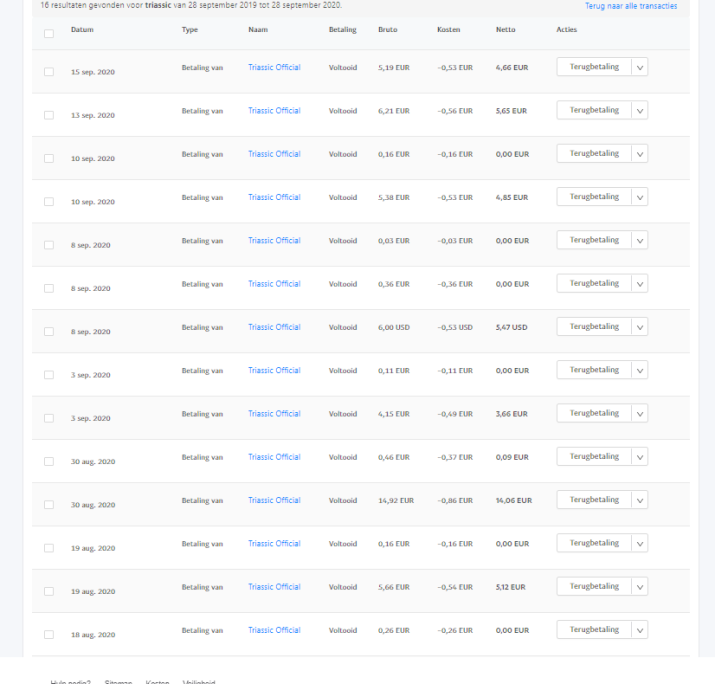 16 resultaten gevonden voor triassic van 28 september 2019 tot 28 september 2020. Terug naar alle transacties
Datum Type Naam Betaling Bruto Kosten Netto Acties
15 sep. 2020 Betaling van Triassic Official Voltooid 5,19 EUR -0,53 EUR 4,66 EUR Terugbetaling
13 sep. 2020 Betaling van Triassic Official Voltooid 6,21 EUR -0,56 EUR 5,65 EUR Terugbetaling
10 sep. 2020 Betaling van Triassic Official Voltooid 0,16 EUR -0,16 EUR 0,00 EUR Terugbetaling
10 sep. 2020 Betaling van Triassic Official Voltooid 5,38 EUR -0,53 EUR 4,85 EUR Terugbetaling
8 sep. 2020 Betaling van Triassic Official Voltooid 0,03 EUR -0,03 EUR 0,00 EUR Terugbetaling
8 sep. 2020 Betaling van Triassic Official Voltooid 0,36 EUR -0,36 EUR 0,00 EUR Terugbetaling
8 sep. 2020 Betaling van Triassic Official Voltooid 6,00 USD -0,53 USD 5,47 USD Terugbetaling
3 sep. 2020 Betaling van Triassic Official Voltooid 0,11 EUR -0,11 EUR 0,00 EUR Terugbetaling
3 sep. 2020 Betaling van Triassic Official Voltooid 4,15 EUR -0,49 EUR 3,66 EUR Terugbetaling
30 aug. 2020 Betaling van Triassic Official Voltooid 0,46 EUR -0,37 EUR 0,09 EUR Terugbetaling
30 aug. 2020 Betaling van Triassic Official Voltooid 14,92 EUR -0,86 EUR 14,06 EUR Terugbetaling
19 aug. 2020 Betaling van Triassic Official Voltooid 0,16 EUR -0,16 EUR 0,00 EUR Terugbetaling
19 aug. 2020 Betaling van Triassic Official Voltooid 5,66 EUR -0,54 EUR 5,12 EUR Terugbetaling
18 aug. 2020 Betaling van Triassic Official Voltooid 0,26 EUR -0,26 EUR 0,00 EUR Terugbetaling
Hulp nodig? Sitemap Kosten Veiligheid